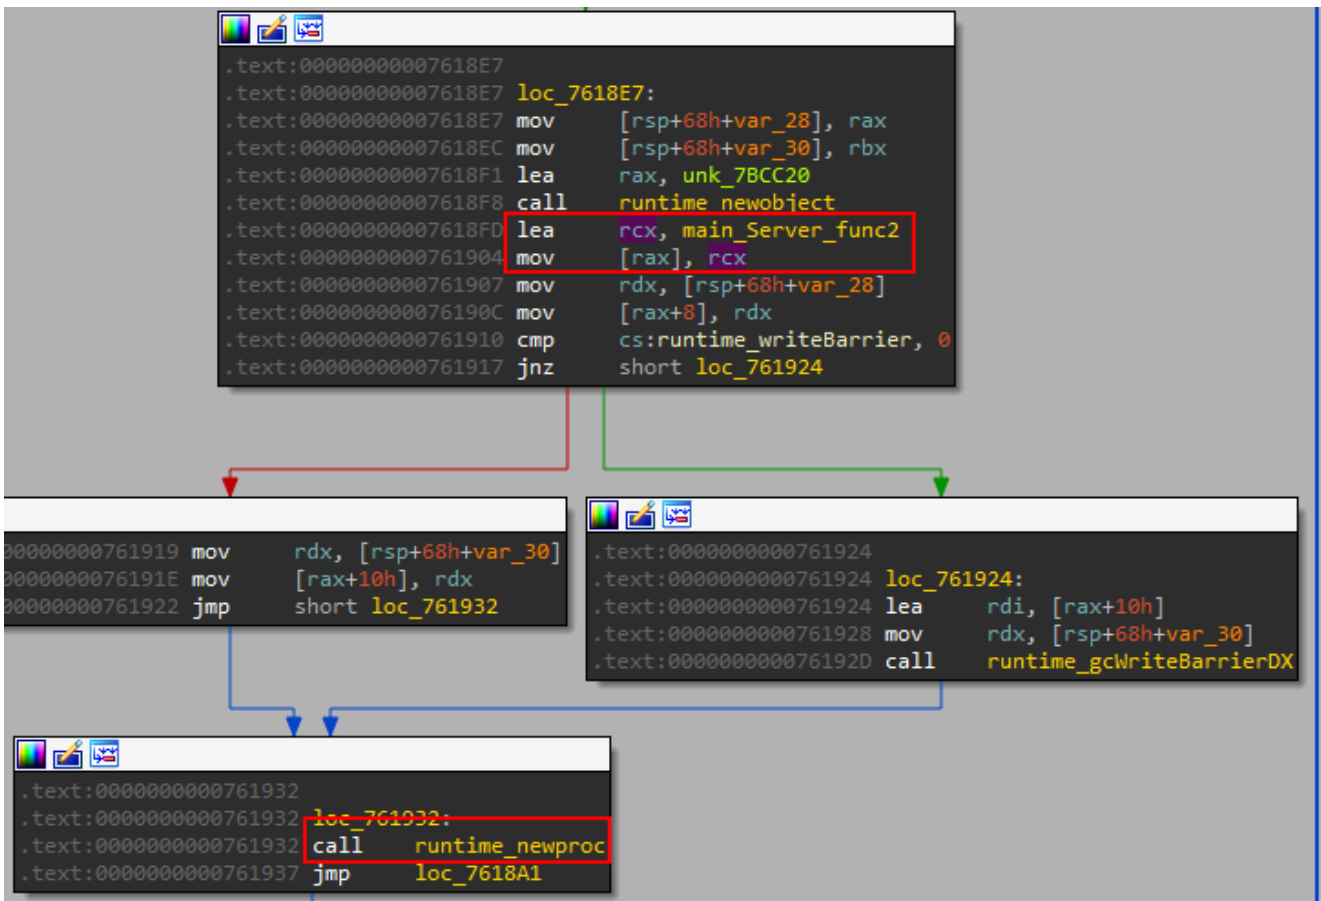 .text:00000000007618E7
.text:00000000007618E7 loc_7618E7:
.text:00000000007618E7 mov [rsp+68h+var_28], rax
.text:00000000007618EC mov [rsp+68h+var_30], rbx
.text:00000000007618F1 lea rax, unk_7BCC20
.text:00000000007618F8 call runtime_newobject
.text:00000000007618FD lea rcx, main_Server_func2
.text:0000000000761904 mov [rax], rcx
.text:0000000000761907 mov rdx, [rsp+68h+var_28]
.text:000000000076190C mov [rax+8], rdx
.text:0000000000761910 cmp cs:runtime_writeBarrier, 0
.text:0000000000761917 jnz short loc_761924
00000000761919 mov rdx, [rsp+68h+var_30]
0000000076191E mov [rax+10h], rdx
00000000761922 jmp short loc_761932
.text:0000000000761924
.text:0000000000761924 loc_761924:
.text:0000000000761924 lea rdi, [rax+10h]
.text:0000000000761928 mov rdx, [rsp+68h+var_30]
.text:000000000076192D call runtime_gcWriteBarrierDX
.text:0000000000761932
.text:0000000000761932 loc_761932:
.text:0000000000761932 call runtime_newproc
.text:0000000000761937 jmp loc_7618A1